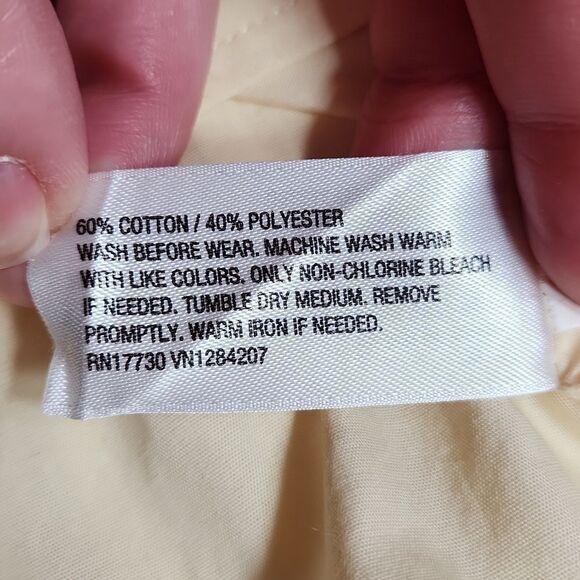 60% COTTON / 40% POLYESTER
WASH BEFORE WEAR. MACHINE WASH WARM
WITH LIKE COLORS. ONLY NON-CHLORINE BLEACH
IF NEEDED. TUMBLE DRY MEDIUM. REMOVE
PROMPTLY. WARM IRON IF NEEDED.
RN17730 VN1284207